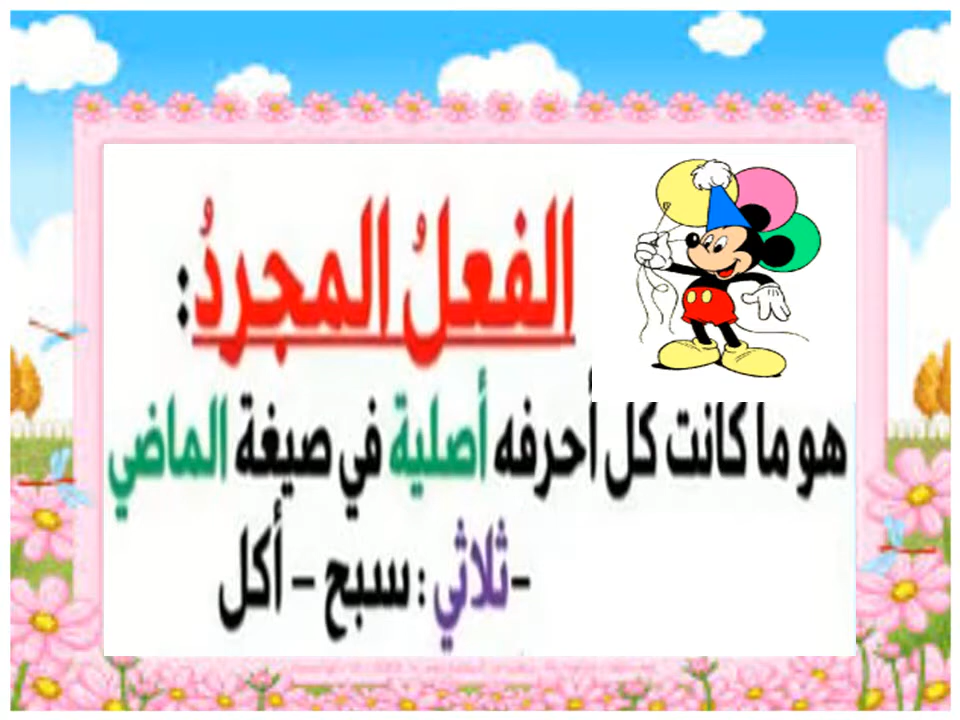 الفعلُ المجردُ:
هو ما كانت كل أحرفه أصلية في صيغة الماضي
-ثلاثي : سبح – أكل